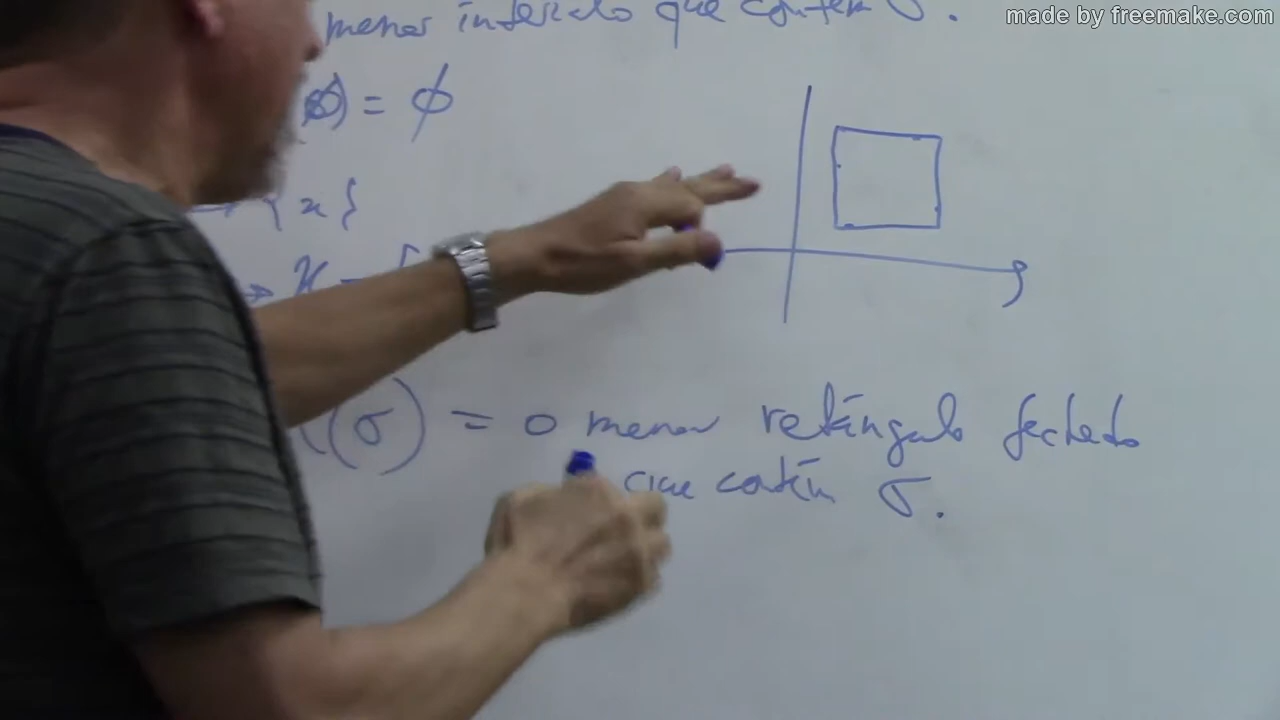 made by freemake.com
menor intervalo que contém σ.
(∅) = ∅
→ {x}
→ x
(σ) = o menor retângulo fechado
que contém σ.